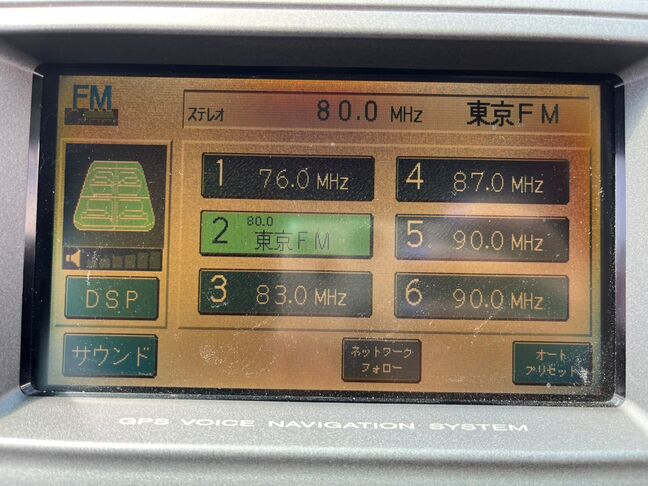 FM
ステレオ 80.0 MHz 東京FM
1 76.0 MHz
2 80.0 東京FM
3 83.0 MHz
4 87.0 MHz
5 90.0 MHz
6 90.0 MHz
DSP
サウンド
ネットワーク
フォロー
オート
プリセット
GPS VOICE NAVIGATION SYSTEM